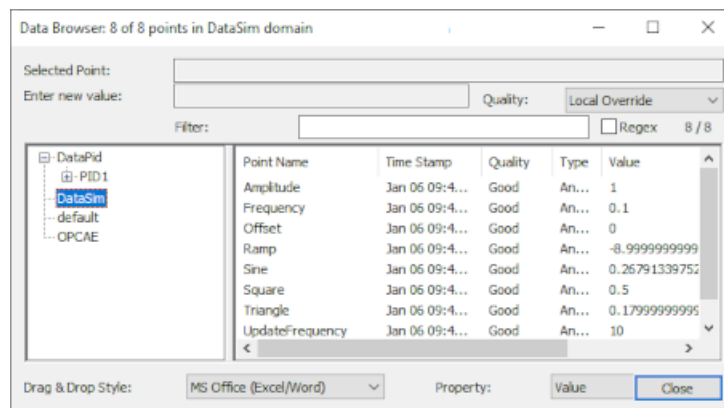 Data Browser: 8 of 8 points in DataSim domain
Selected Point:
Enter new value:
Quality: Local Override
Filter: Regex 8 / 8
DataPid
PID1
DataSim
default
OPCAE
Point Name Time Stamp Quality Type Value
Amplitude Jan 06 09:4... Good An... 1
Frequency Jan 06 09:4... Good An... 0.1
Offset Jan 06 09:4... Good An... 0
Ramp Jan 06 09:4... Good An... -8.9999999999
Sine Jan 06 09:4... Good An... 0.26791339752
Square Jan 06 09:4... Good An... 0.5
Triangle Jan 06 09:4... Good An... 0.17999999999
UpdateFrequency Jan 06 09:4... Good An... 10
Drag & Drop Style: MS Office (Excel/Word) Property: Value Close